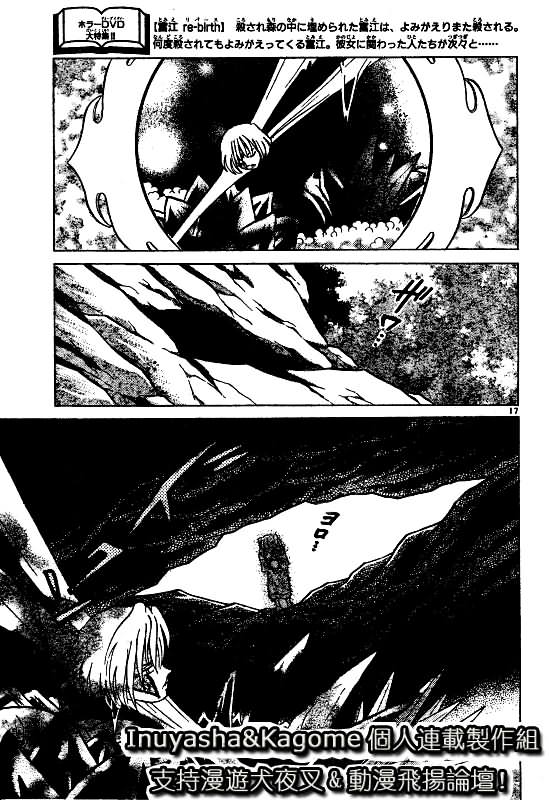 ホラーDVD
大特集!!
【富江 re-birth】 殺され森の中に埋められた富江は、よみがえりまた殺される。
何度殺されてもよみがえってくる富江。彼女に関わった人たちが次々と……
ザワ…
17
ヨロ…
Inuyasha&Kagome 個人連載製作組
支持漫遊犬夜叉&動漫飛揚論壇!